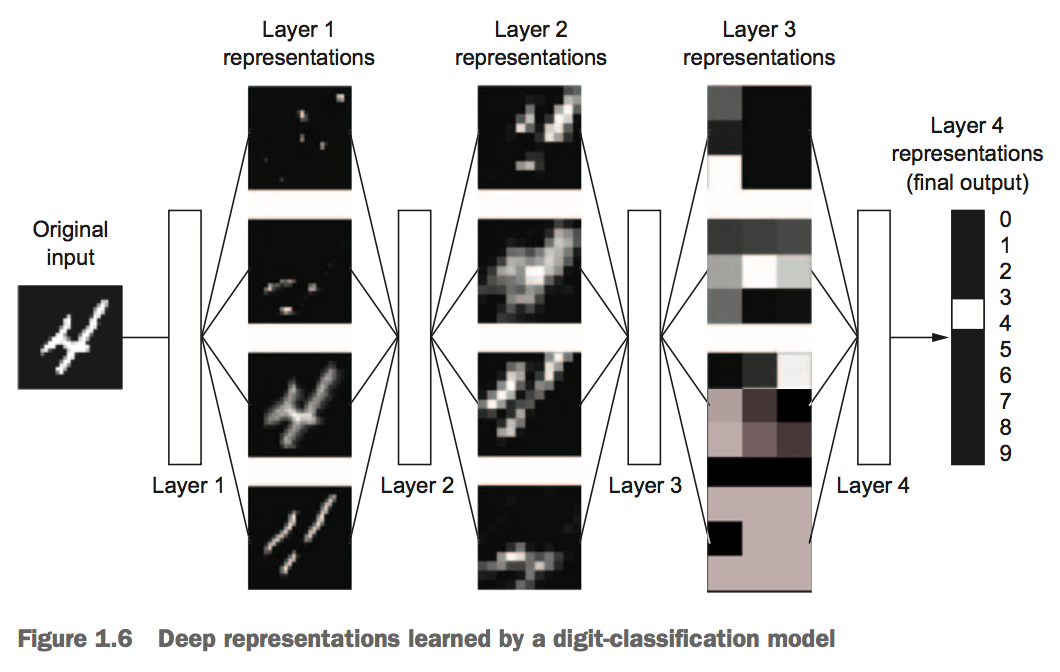 Layer 1
representations
Layer 2
representations
Layer 3
representations
Layer 4
representations
(final output)
Original
input
0
1
2
3
4
5
6
7
8
9
Layer 1
Layer 2
Layer 3
Layer 4
Figure 1.6 Deep representations learned by a digit-classification model